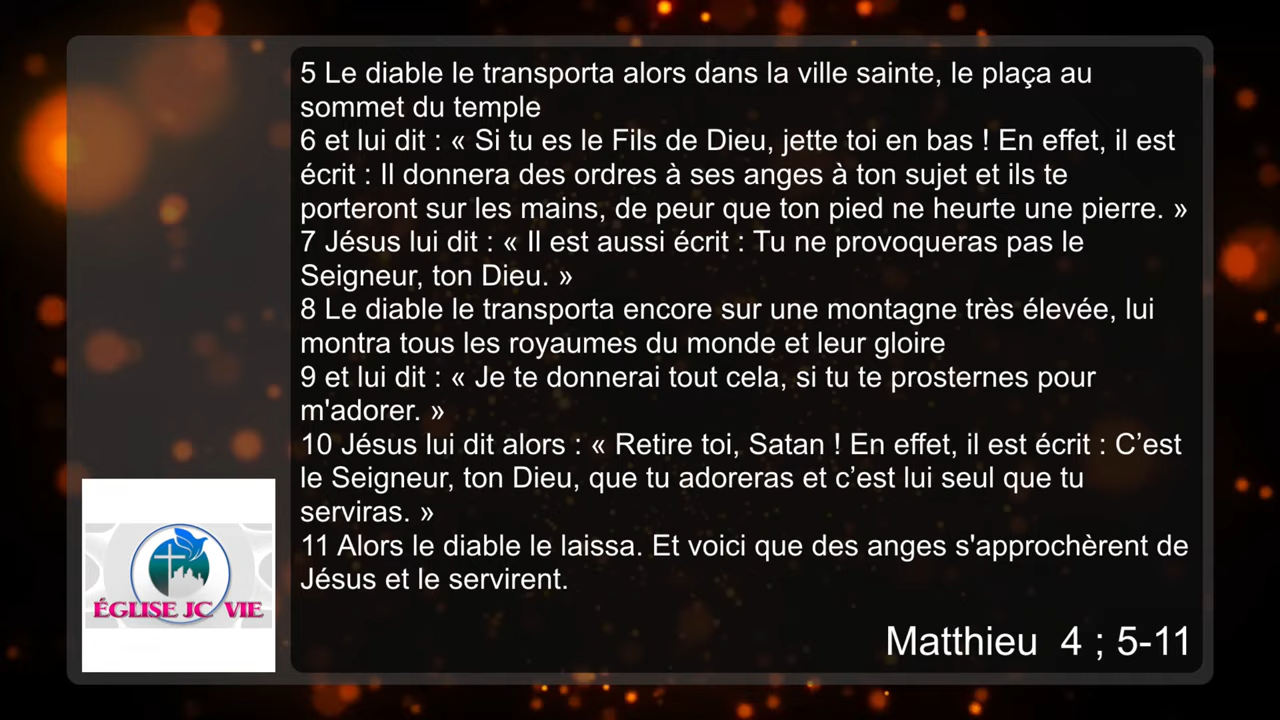 5 Le diable le transporta alors dans la ville sainte, le plaça au
sommet du temple
6 et lui dit : « Si tu es le Fils de Dieu, jette toi en bas ! En effet, il est
écrit : Il donnera des ordres à ses anges à ton sujet et ils te
porteront sur les mains, de peur que ton pied ne heurte une pierre. »
7 Jésus lui dit : « Il est aussi écrit : Tu ne provoqueras pas le
Seigneur, ton Dieu. »
8 Le diable le transporta encore sur une montagne très élevée, lui
montra tous les royaumes du monde et leur gloire
9 et lui dit : « Je te donnerai tout cela, si tu te prosternes pour
m'adorer. »
10 Jésus lui dit alors : « Retire toi, Satan ! En effet, il est écrit : C’est
le Seigneur, ton Dieu, que tu adoreras et c’est lui seul que tu
serviras. »
11 Alors le diable le laissa. Et voici que des anges s'approchèrent de
Jésus et le servirent.
Matthieu 4 ; 5-11
ÉGLISE JC VIE